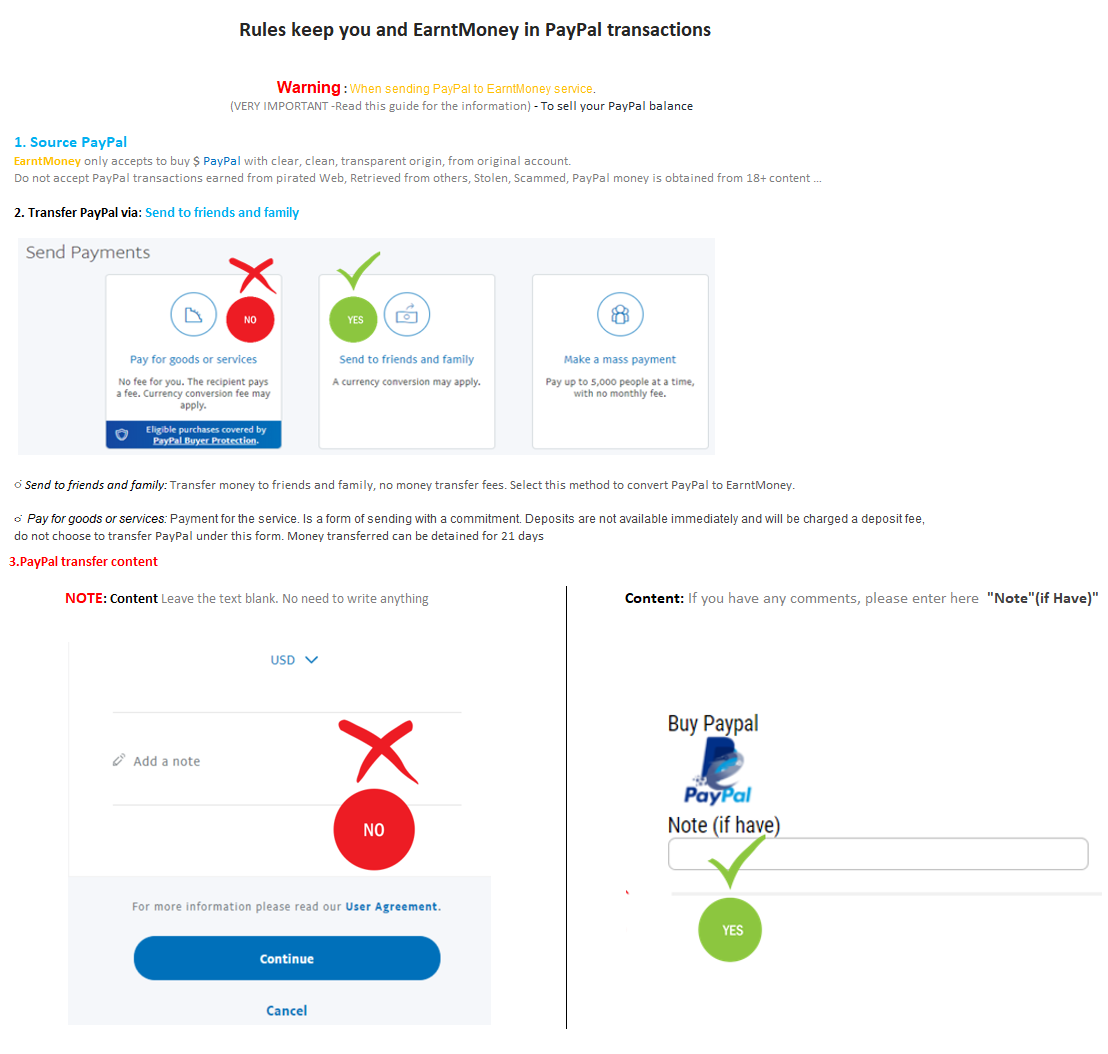 Rules keep you and EarntMoney in PayPal transactions
Warning : When sending PayPal to EarntMoney service.
(VERY IMPORTANT -Read this guide for the information) - To sell your PayPal balance
1. Source PayPal
EarntMoney only accepts to buy $ PayPal with clear, clean, transparent origin, from original account.
Do not accept PayPal transactions earned from pirated Web, Retrieved from others, Stolen, Scammed, PayPal money is obtained from 18+ content ...
2. Transfer PayPal via: Send to friends and family
Send Payments
NO
YES
Pay for goods or services
No fee for you. The recipient pays
a fee. Currency conversion fee may
apply.
Eligible purchases covered by
PayPal Buyer Protection.
Send to friends and family
A currency conversion may apply.
Make a mass payment
Pay up to 5,000 people at a time,
with no monthly fee.
Send to friends and family: Transfer money to friends and family, no money transfer fees. Select this method to convert PayPal to EarntMoney.
Pay for goods or services: Payment for the service. Is a form of sending with a commitment. Deposits are not available immediately and will be charged a deposit fee,
do not choose to transfer PayPal under this form. Money transferred can be detained for 21 days
3.PayPal transfer content
NOTE: Content Leave the text blank. No need to write anything
USD
Add a note
NO
For more information please read our User Agreement.
Continue
Cancel
Content: If you have any comments, please enter here "Note"(if Have)"
Buy Paypal
PayPal
Note (if have)
YES